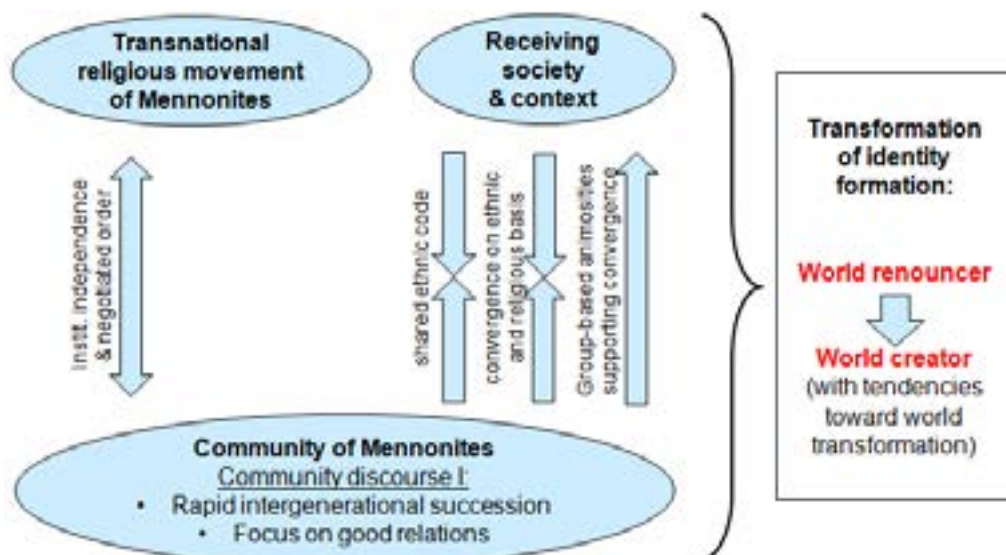 Transnational
religious movement
of Mennonites
Receiving
society
& context
Instit. independence
& negotiated order
shared ethnic code
convergence on ethnic
and religious basis
Group-based animosities
supporting convergence
Community of Mennonites
Community discourse I:
• Rapid intergenerational succession
• Focus on good relations
Transformation
of identity
formation:
World renouncer
World creator
(with tendencies
toward world
transformation)